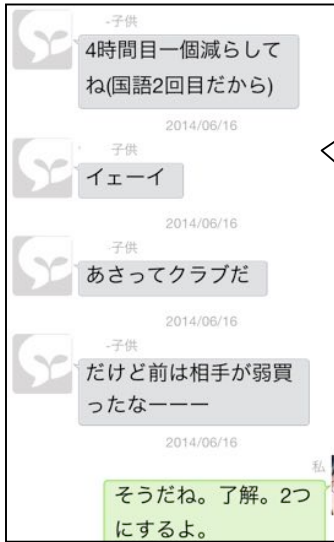 -子供
4時間目一個減らして
ね(国語2回目だから)
2014/06/16
子供
イェーイ
2014/06/16
-子供
あさってクラブだ
2014/06/16
-子供
だけど前は相手が弱買
ったなーーー
2014/06/16
私
そうだね。了解。2つ
にするよ。